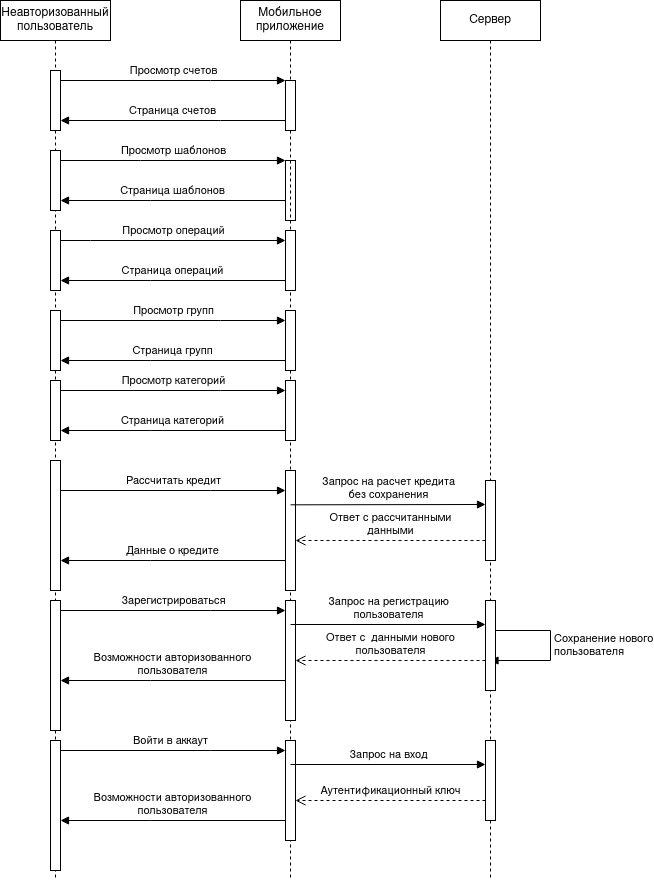 Неавторизованный
пользователь
Мобильное
приложение
Сервер
Просмотр счетов
Страница счетов
Просмотр шаблонов
Страница шаблонов
Просмотр операций
Страница операций
Просмотр групп
Страница групп
Просмотр категорий
Страница категорий
Рассчитать кредит
Запрос на расчет кредита
без сохранения
Ответ с рассчитанными
данными
Данные о кредите
Зарегистрироваться
Запрос на регистрацию
пользователя
Сохранение нового
пользователя
Ответ с  данными нового
пользователя
Возможности авторизованного
пользователя
Войти в аккаут
Запрос на вход
Аутентификационный ключ
Возможности авторизованного
пользователя